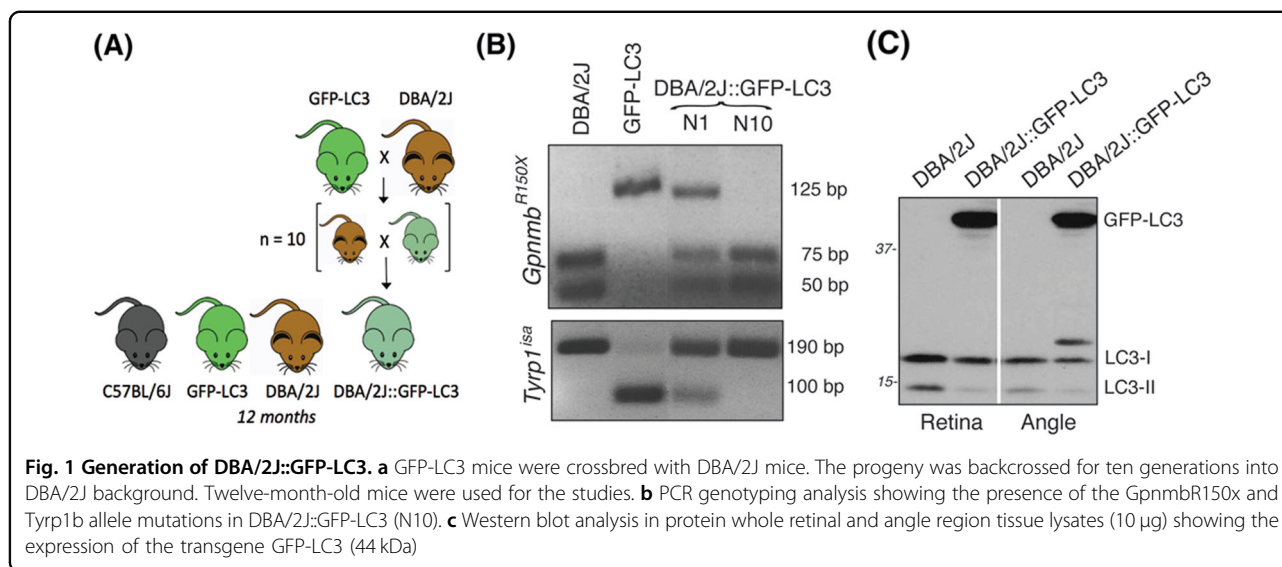 (A)
GFP-LC3 DBA/2J
X
n = 10 X
C57BL/6J GFP-LC3 DBA/2J DBA/2J::GFP-LC3
12 months
(B)
DBA/2J
GFP-LC3
DBA/2J::GFP-LC3
N1 N10
Gpnmb^R150X
125 bp
75 bp
50 bp
Tyrp1^isa
190 bp
100 bp
(C)
DBA/2J
DBA/2J::GFP-LC3
DBA/2J
DBA/2J::GFP-LC3
GFP-LC3
37-
LC3-I
15-
LC3-II
Retina Angle
Fig. 1 Generation of DBA/2J::GFP-LC3. a GFP-LC3 mice were crossbred with DBA/2J mice. The progeny was backcrossed for ten generations into
DBA/2J background. Twelve-month-old mice were used for the studies. b PCR genotyping analysis showing the presence of the GpnmbR150x and
Tyrp1b allele mutations in DBA/2J::GFP-LC3 (N10). c Western blot analysis in protein whole retinal and angle region tissue lysates (10 µg) showing the
expression of the transgene GFP-LC3 (44 kDa)